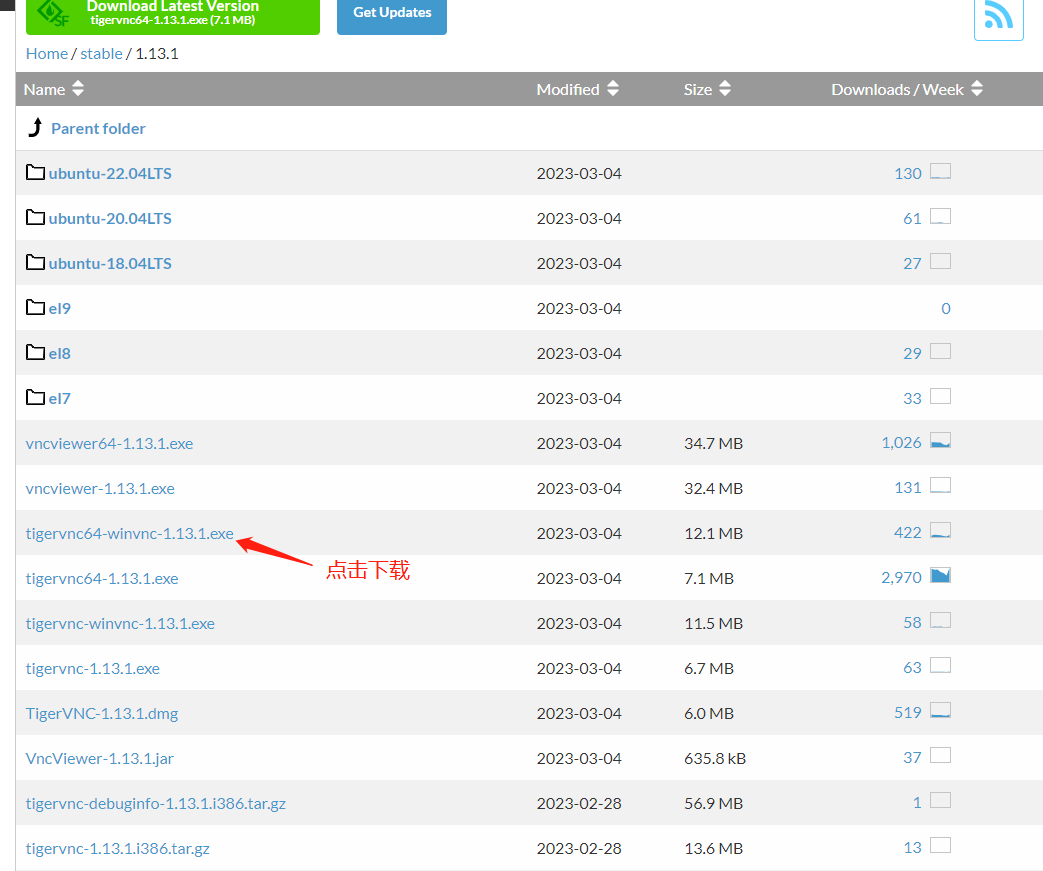 Download Latest Version
tigervnc64-1.13.1.exe (7.1 MB)
Get Updates
SF
Home / stable / 1.13.1
Name Modified Size Downloads / Week
Parent folder
ubuntu-22.04LTS 2023-03-04 130
ubuntu-20.04LTS 2023-03-04 61
ubuntu-18.04LTS 2023-03-04 27
el9 2023-03-04 0
el8 2023-03-04 29
el7 2023-03-04 33
vncviewer64-1.13.1.exe 2023-03-04 34.7 MB 1,026
vncviewer-1.13.1.exe 2023-03-04 32.4 MB 131
tigervnc64-winvnc-1.13.1.exe 2023-03-04 12.1 MB 422
点击下载
tigervnc64-1.13.1.exe 2023-03-04 7.1 MB 2,970
tigervnc-winvnc-1.13.1.exe 2023-03-04 11.5 MB 58
tigervnc-1.13.1.exe 2023-03-04 6.7 MB 63
TigerVNC-1.13.1.dmg 2023-03-04 6.0 MB 519
VncViewer-1.13.1.jar 2023-03-04 635.8 kB 37
tigervnc-debuginfo-1.13.1.i386.tar.gz 2023-02-28 56.9 MB 1
tigervnc-1.13.1.i386.tar.gz 2023-02-28 13.6 MB 13